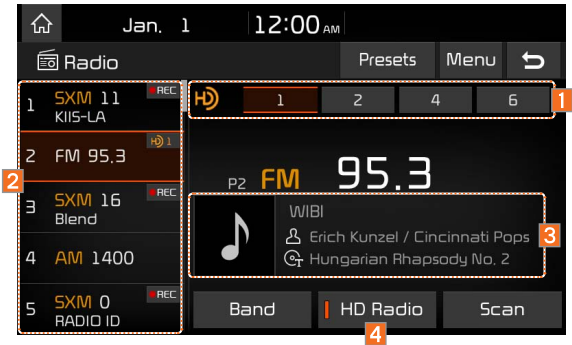 Jan. 1 12:00 AM
Radio Presets Menu
1 SXM 11 REC
KIIS-LA
HD 1 2 4 6 1
2 FM 95.3 HD 1
2
P2 FM 95.3
3 SXM 16 REC
Blend
WIBI
Erich Kunzel / Cincinnati Pops 3
Hungarian Rhapsody No. 2
4 AM 1400
5 SXM 0 REC
RADIO ID
Band HD Radio Scan
4